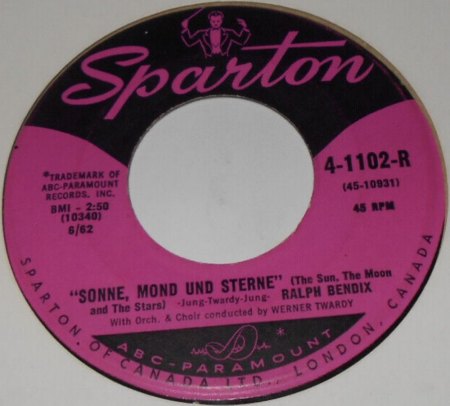 Sparton
*TRADEMARK OF
ABC-PARAMOUNT
RECORDS, INC.
BMI - 2:50
(10340)
6/62
4-1102-R
(45-10931)
45 RPM
"SONNE, MOND UND STERNE" (The Sun, The Moon
and The Stars) -Jung-Twardy-Jung- RALPH BENDIX
With Orch. & Choir conducted by WERNER TWARDY
ABC-PARAMOUNT *
SPARTON OF CANADA LTD., LONDON, CANADA